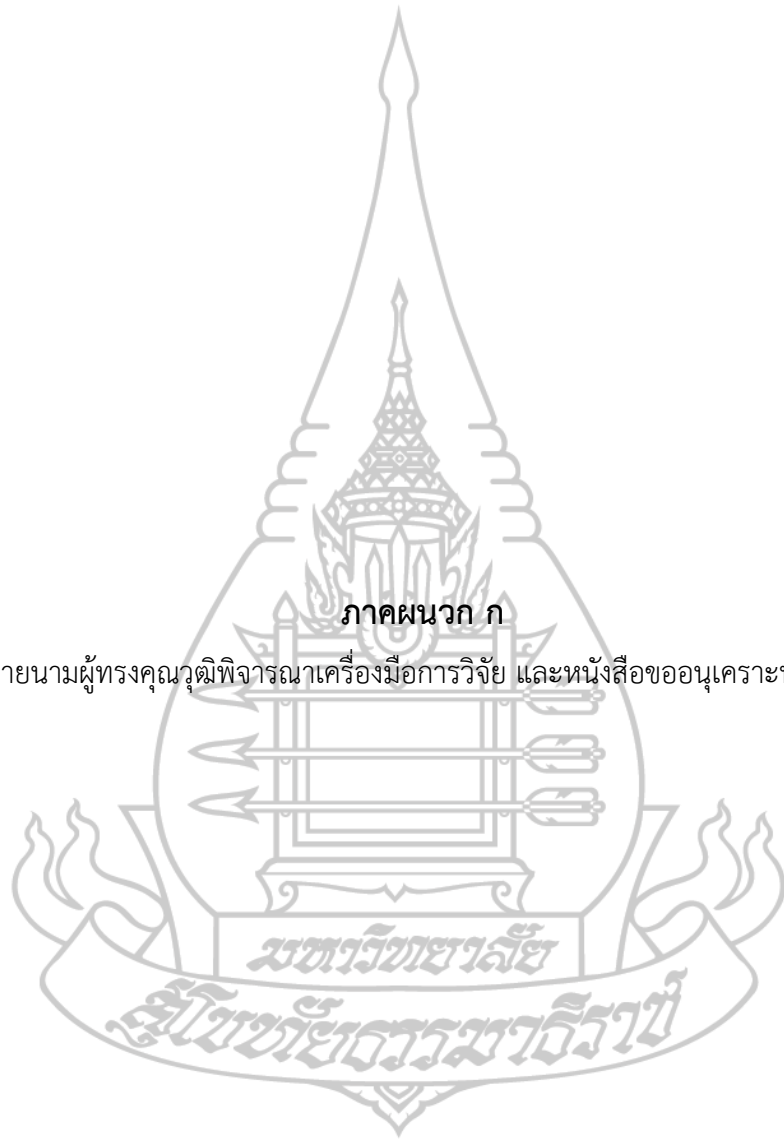 ภาคผนวก ก
ายนามผู้ทรงคุณวุฒิพิจารณาเครื่องมือการวิจัย และหนังสือขออนุเคราะห
มหาวิทยาลัย
สุโขทัยธรรมาธิราช